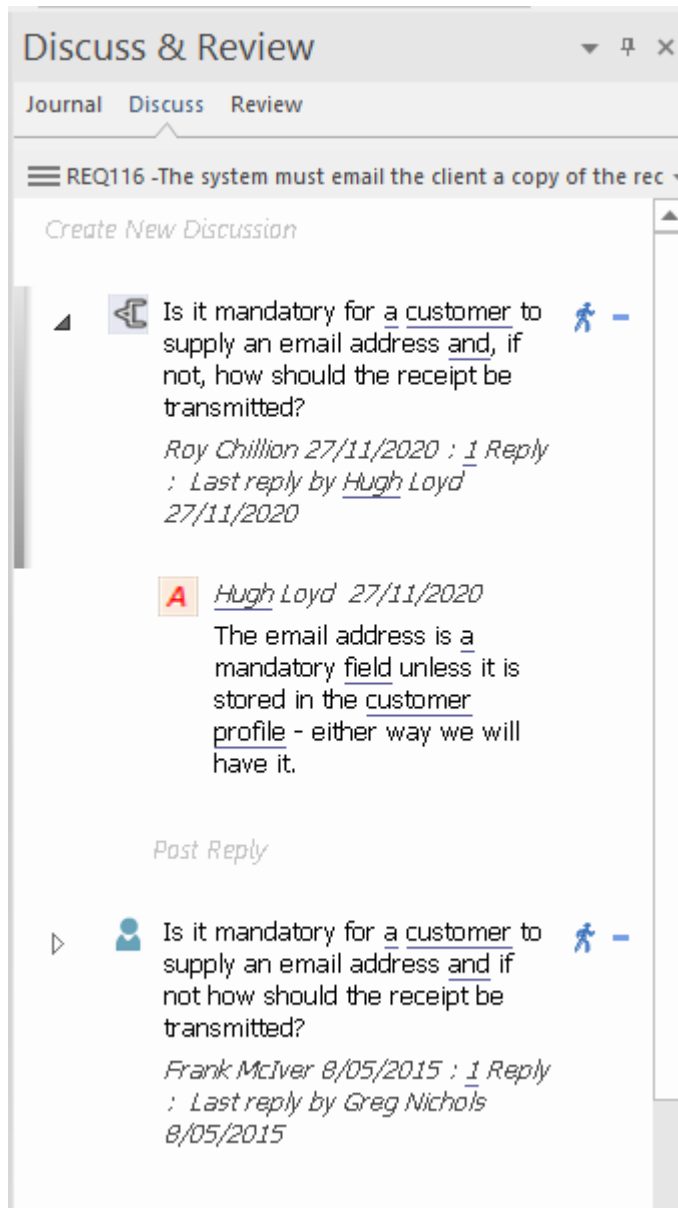 Discuss & Review
Journal Discuss Review
REQ116 -The system must email the client a copy of the rec
Create New Discussion
Is it mandatory for a customer to
supply an email address and, if
not, how should the receipt be
transmitted?
Roy Chillion 27/11/2020 : 1 Reply
: Last reply by Hugh Loyd
27/11/2020
A Hugh Loyd 27/11/2020
The email address is a
mandatory field unless it is
stored in the customer
profile - either way we will
have it.
Post Reply
Is it mandatory for a customer to
supply an email address and if
not how should the receipt be
transmitted?
Frank McIver 8/05/2015 : 1 Reply
: Last reply by Greg Nichols
8/05/2015